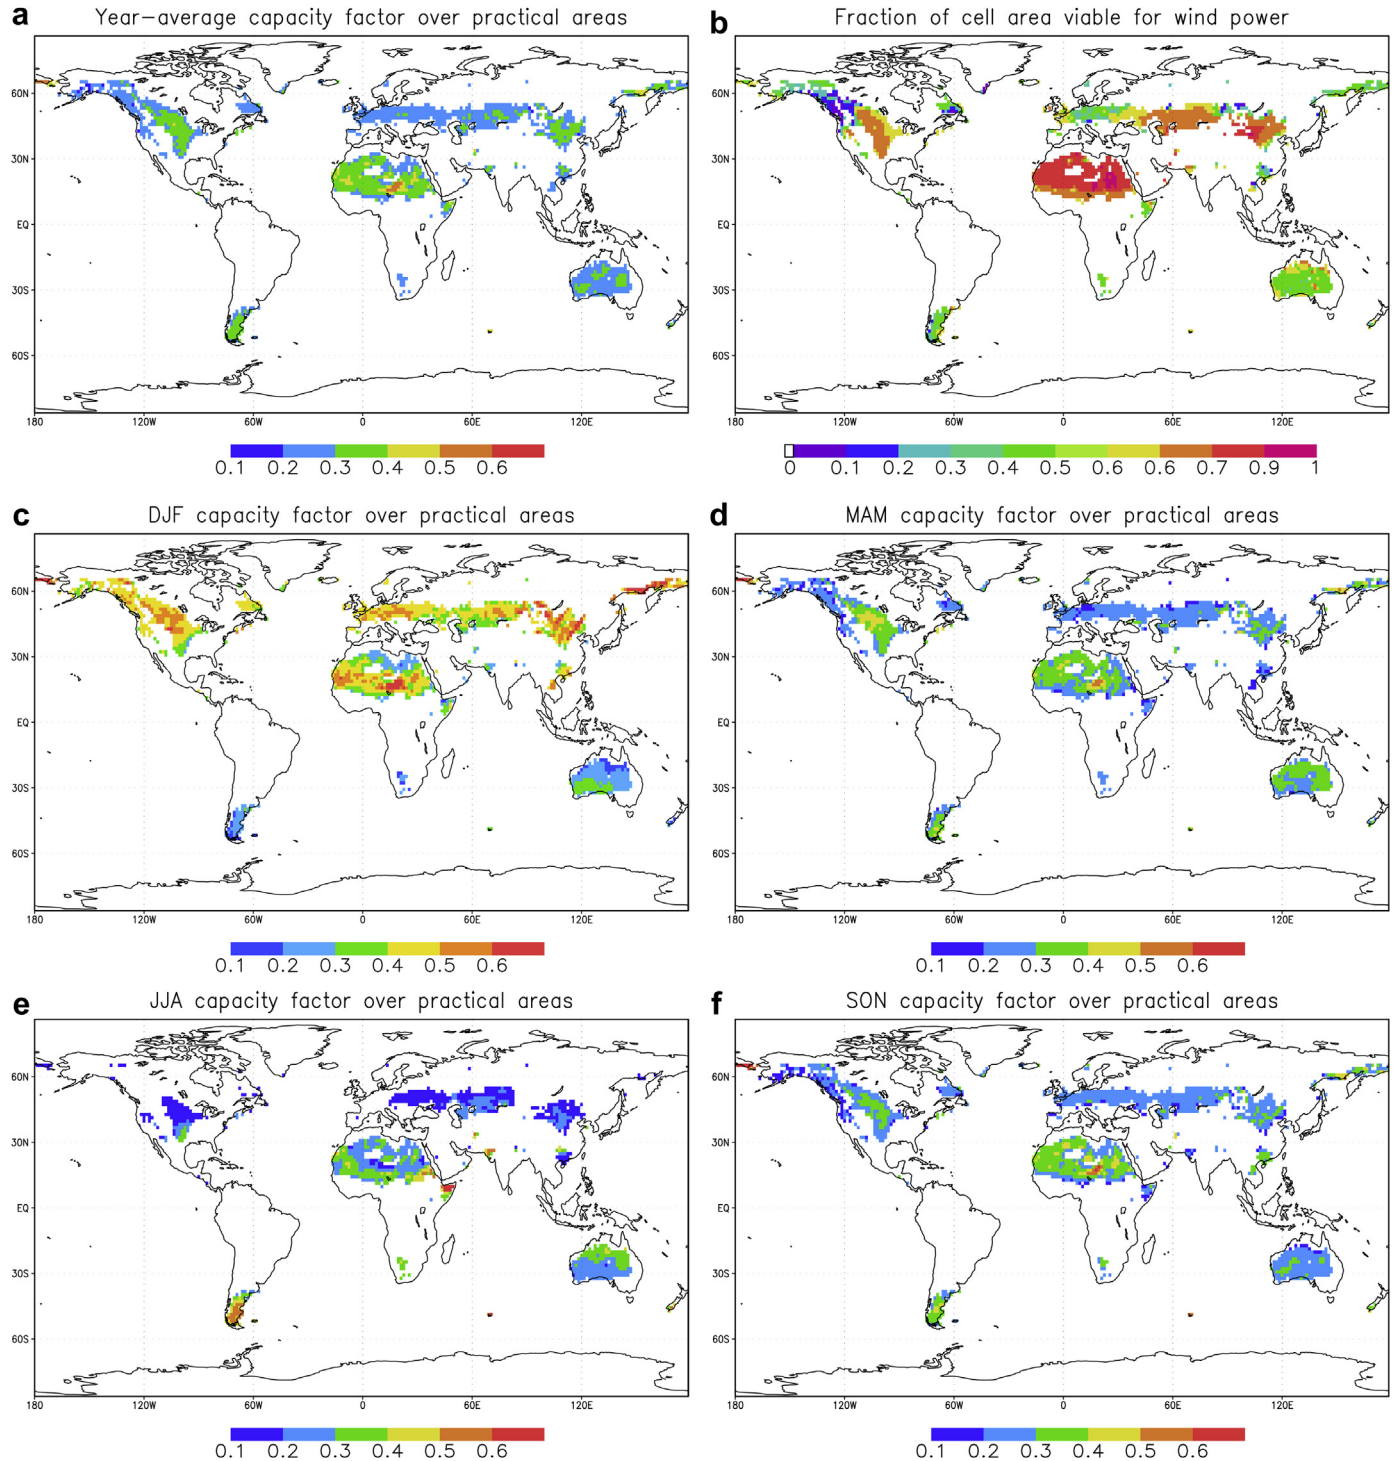 a Year-average capacity factor over practical areas
60N
30N
EQ
30S
60S
180 120W 60W 0 60E 120E
0.1 0.2 0.3 0.4 0.5 0.6
b Fraction of cell area viable for wind power
60N
30N
EQ
30S
60S
180 120W 60W 0 60E 120E
0 0.1 0.2 0.3 0.4 0.5 0.6 0.6 0.7 0.9 1
c DJF capacity factor over practical areas
60N
30N
EQ
30S
60S
180 120W 60W 0 60E 120E
0.1 0.2 0.3 0.4 0.5 0.6
d MAM capacity factor over practical areas
60N
30N
EQ
30S
60S
180 120W 60W 0 60E 120E
0.1 0.2 0.3 0.4 0.5 0.6
e JJA capacity factor over practical areas
60N
30N
EQ
30S
60S
180 120W 60W 0 60E 120E
0.1 0.2 0.3 0.4 0.5 0.6
f SON capacity factor over practical areas
60N
30N
EQ
30S
60S
180 120W 60W 0 60E 120E
0.1 0.2 0.3 0.4 0.5 0.6